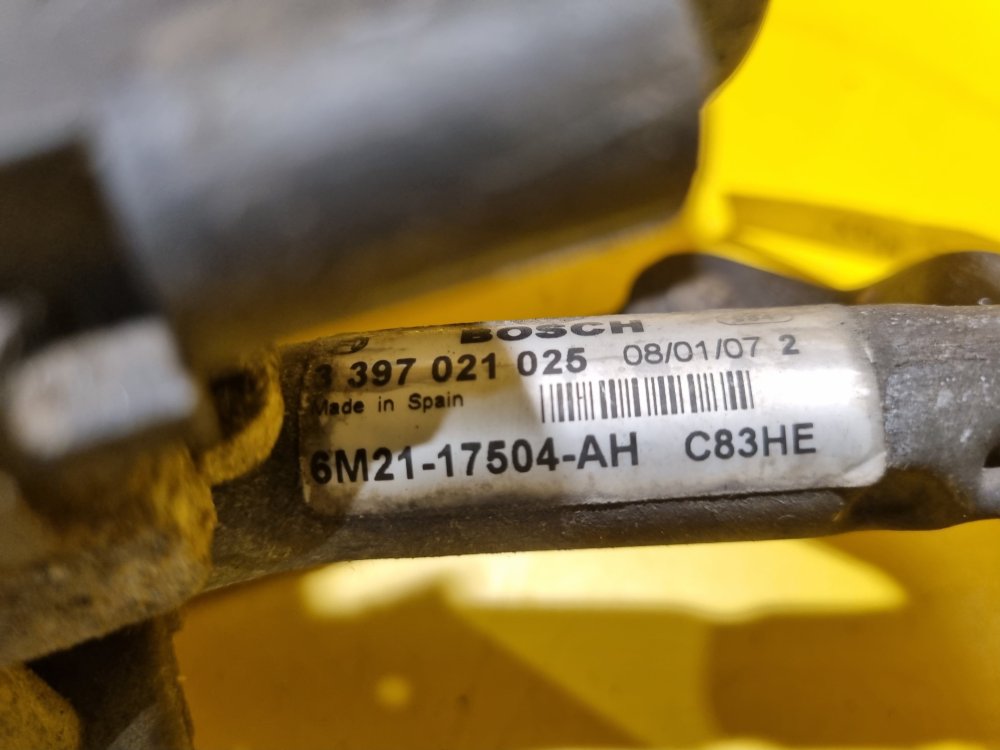 BOSCH
3 397 021 025 08/01/07 2
Made in Spain
6M21-17504-AH C83HE